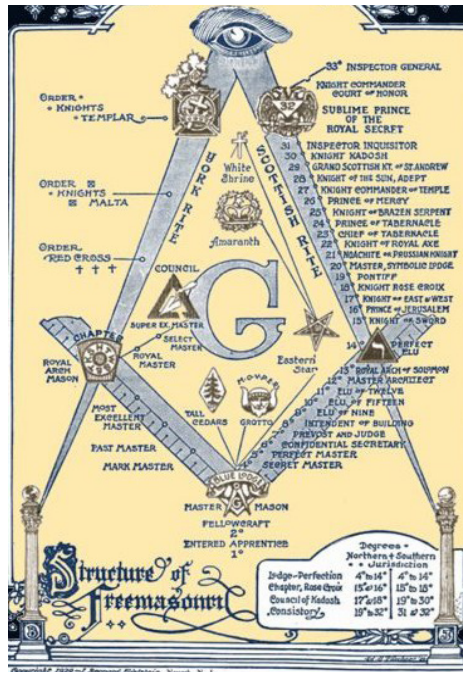 33° INSPECTOR GENERAL
KNIGHT COMMANDER
COURT OF HONOR
32
SUBLIME PRINCE
OF THE
ROYAL SECRET
ORDER
KNIGHTS
TEMPLAR
YORK RITE
SCOTTISH RITE
31 INSPECTOR INQUISITOR
30 KNIGHT KADOSH
29 GRAND SCOTTISH KT. OF ST. ANDREW
28 KNIGHT OF THE SUN, ADEPT
27 KNIGHT COMMANDER OF TEMPLE
26 PRINCE OF MERCY
25 KNIGHT OF BRAZEN SERPENT
24 PRINCE OF TABERNACLE
23 CHIEF OF TABERNACLE
22 KNIGHT OF ROYAL AXE
21 NOACHITE OR PRUSSIAN KNIGHT
20° MASTER, SYMBOLIC LODGE
19° PONTIFF
18 KNIGHT ROSE CROIX
17° KNIGHT OF EAST & WEST
16° PRINCE OF JERUSALEM
15 KNIGHT OF SWORD
14° PERFECT
ELU
13° ROYAL ARCH OF SOLOMON
12° MASTER ARCHITECT
11° ELU OF TWELVE
10° ELU OF FIFTEEN
9° ELU OF NINE
8° INTENDENT OF BUILDING
7° PREVOST AND JUDGE
6° CONFIDENTIAL SECRETARY
5° PERFECT MASTER
4° SECRET MASTER
White
Shrine
Amaranth
ORDER
KNIGHTS
MALTA
ORDER
RED CROSS
COUNCIL
SUPER EX. MASTER
SELECT
MASTER
ROYAL
MASTER
G
Eastern
Star
CHAPTER
ROYAL
ARCH
MASON
MOST
EXCELLENT
MASTER
PAST MASTER
MARK MASTER
TALL
CEDARS
MOVPER
GROTTO
BLUE LODGE
MASTER MASON
3°
FELLOWCRAFT
2°
ENTERED APPRENTICE
1°
Structure of
Freemasonry
Degrees
Northern & Southern
Jurisdiction
Lodge-Perfection 4° to 14° 4° to 14°
Chapter, Rose Croix 15° to 16° 15° to 18°
Council of Kadosh 17° to 18° 19° to 30°
Consistory 19° to 32° 31 to 32°
B
J